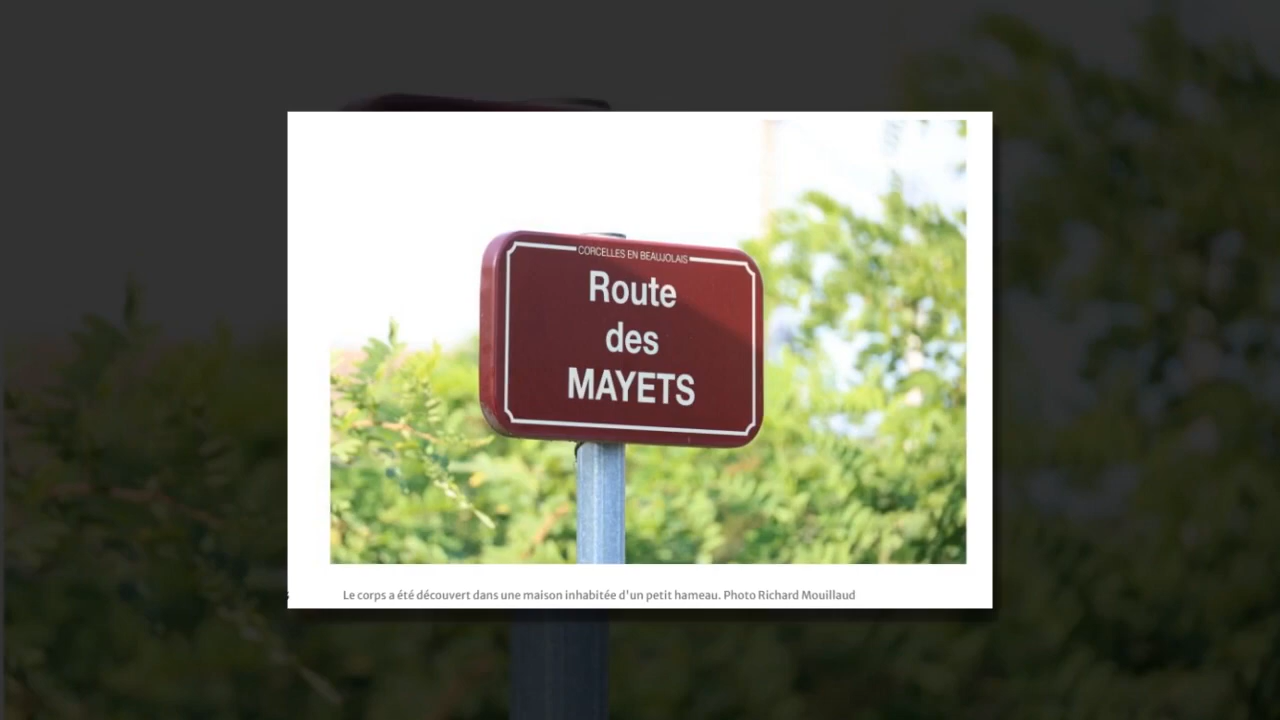 CORCELLES EN BEAUJOLAIS
Route
des
MAYETS
Le corps a été découvert dans une maison inhabitée d'un petit hameau. Photo Richard Mouillaud